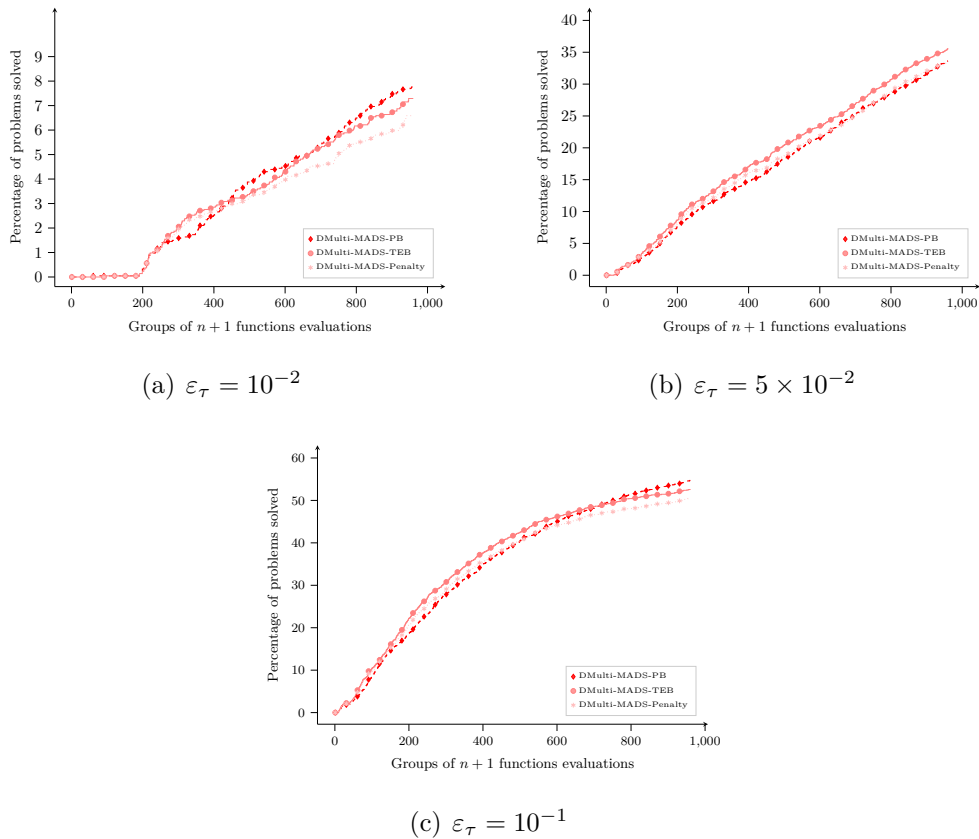 Percentage of problems solved
9
8
7
6
5
4
3
2
1
0
0
200
400
600
800
1,000
Groups of n + 1 functions evaluations
DMulti-MADS-PB
DMulti-MADS-TEB
DMulti-MADS-Penalty
(a) ε_τ = 10⁻²
Percentage of problems solved
40
35
30
25
20
15
10
5
0
0
200
400
600
800
1,000
Groups of n + 1 functions evaluations
DMulti-MADS-PB
DMulti-MADS-TEB
DMulti-MADS-Penalty
(b) ε_τ = 5 × 10⁻²
Percentage of problems solved
60
50
40
30
20
10
0
0
200
400
600
800
1,000
Groups of n + 1 functions evaluations
DMulti-MADS-PB
DMulti-MADS-TEB
DMulti-MADS-Penalty
(c) ε_τ = 10⁻¹